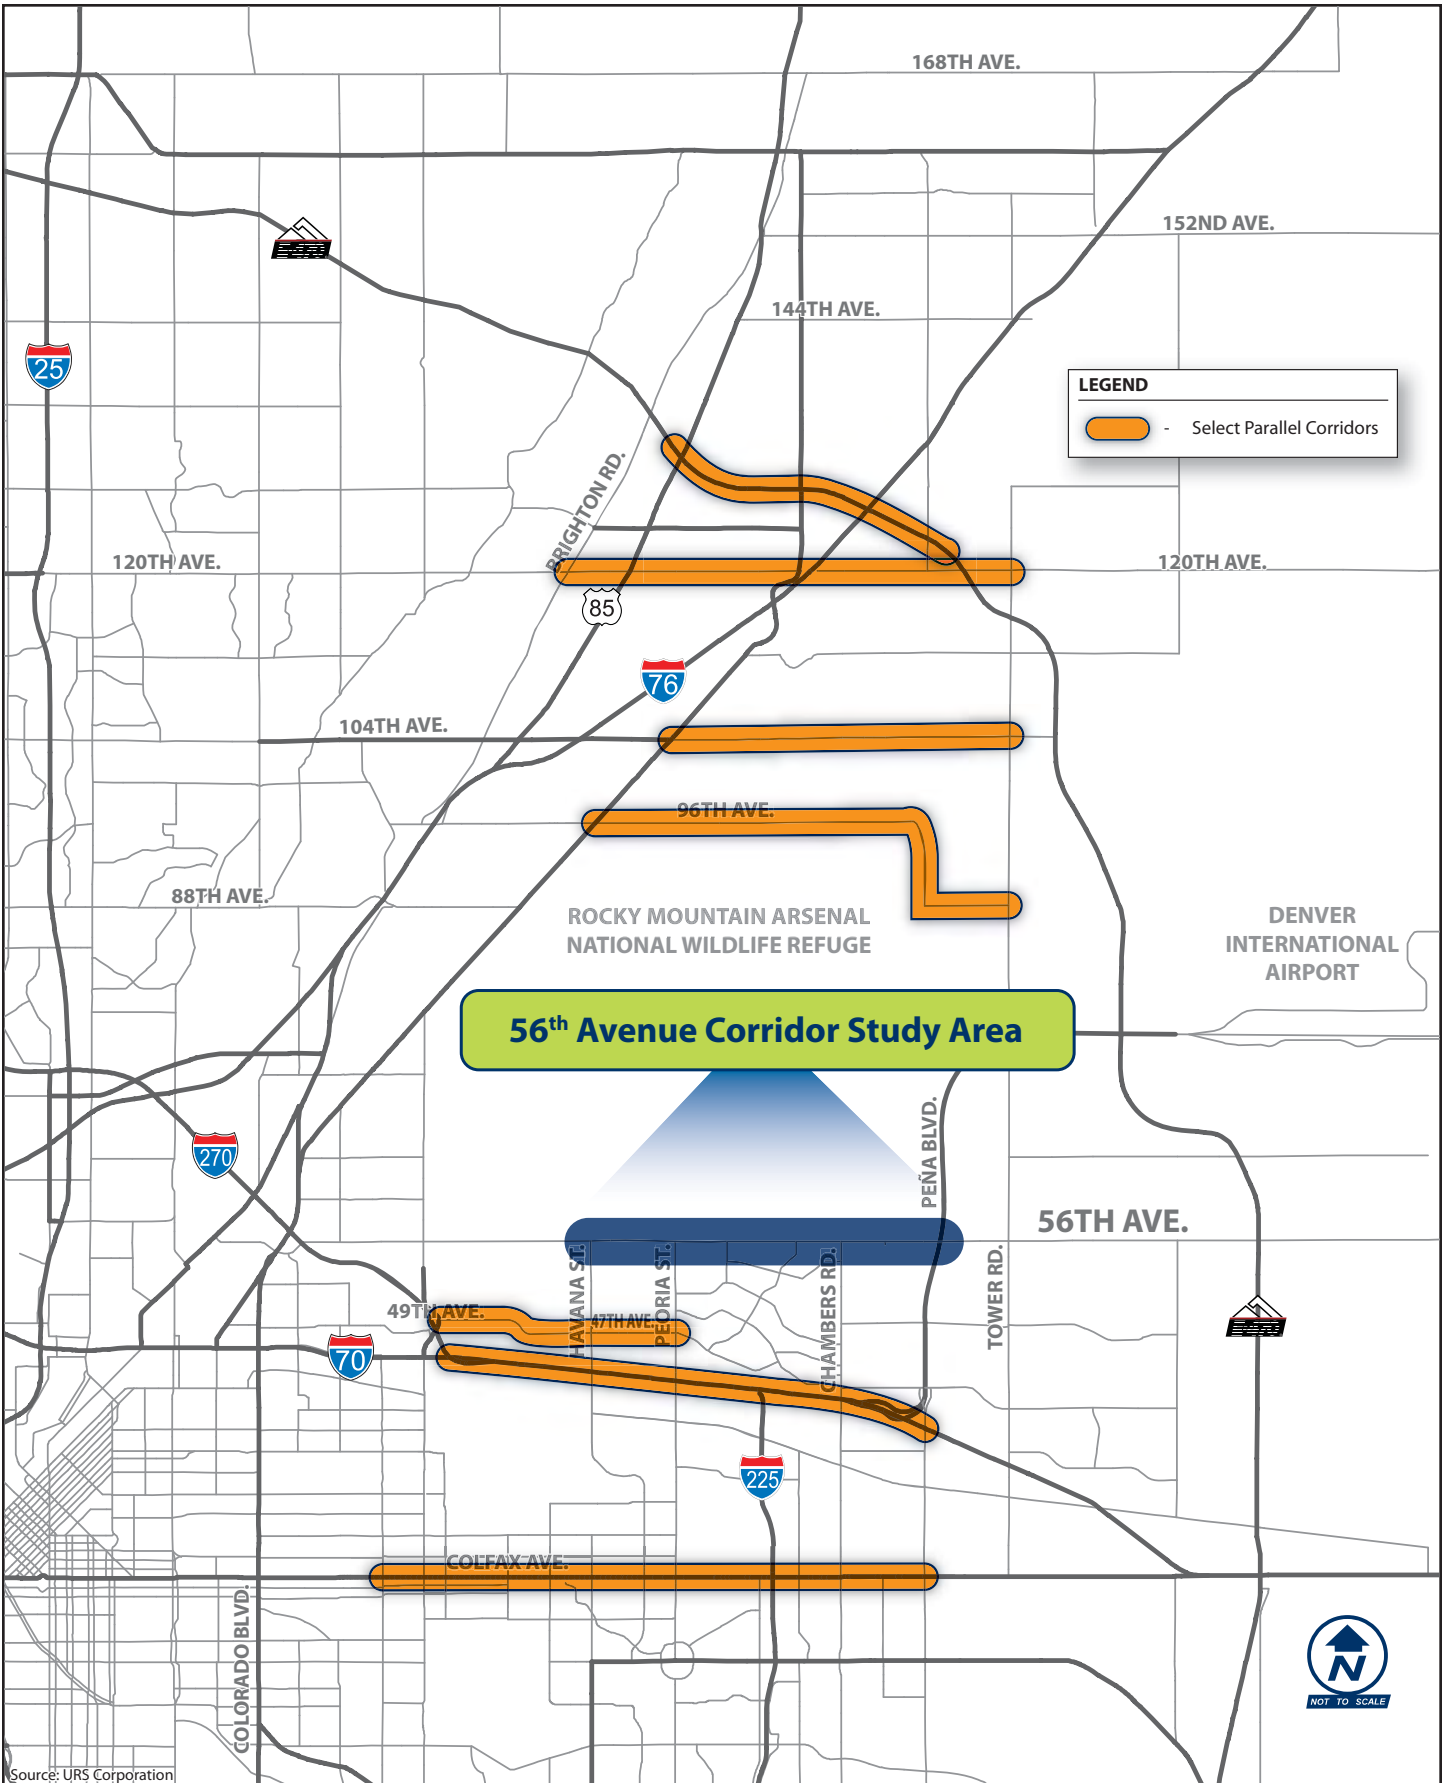 168TH AVE.
152ND AVE.
144TH AVE.
25
LEGEND
- Select Parallel Corridors
BRIGHTON RD.
120TH AVE.
120TH AVE.
85
76
104TH AVE.
96TH AVE.
88TH AVE.
ROCKY MOUNTAIN ARSENAL
NATIONAL WILDLIFE REFUGE
DENVER
INTERNATIONAL
AIRPORT
56th Avenue Corridor Study Area
PEÑA BLVD.
270
56TH AVE.
HAVANA ST.
PEORIA ST.
CHAMBERS RD.
TOWER RD.
49TH AVE.
47TH AVE.
70
225
COLFAX AVE.
COLORADO BLVD.
N
NOT TO SCALE
Source: URS Corporation